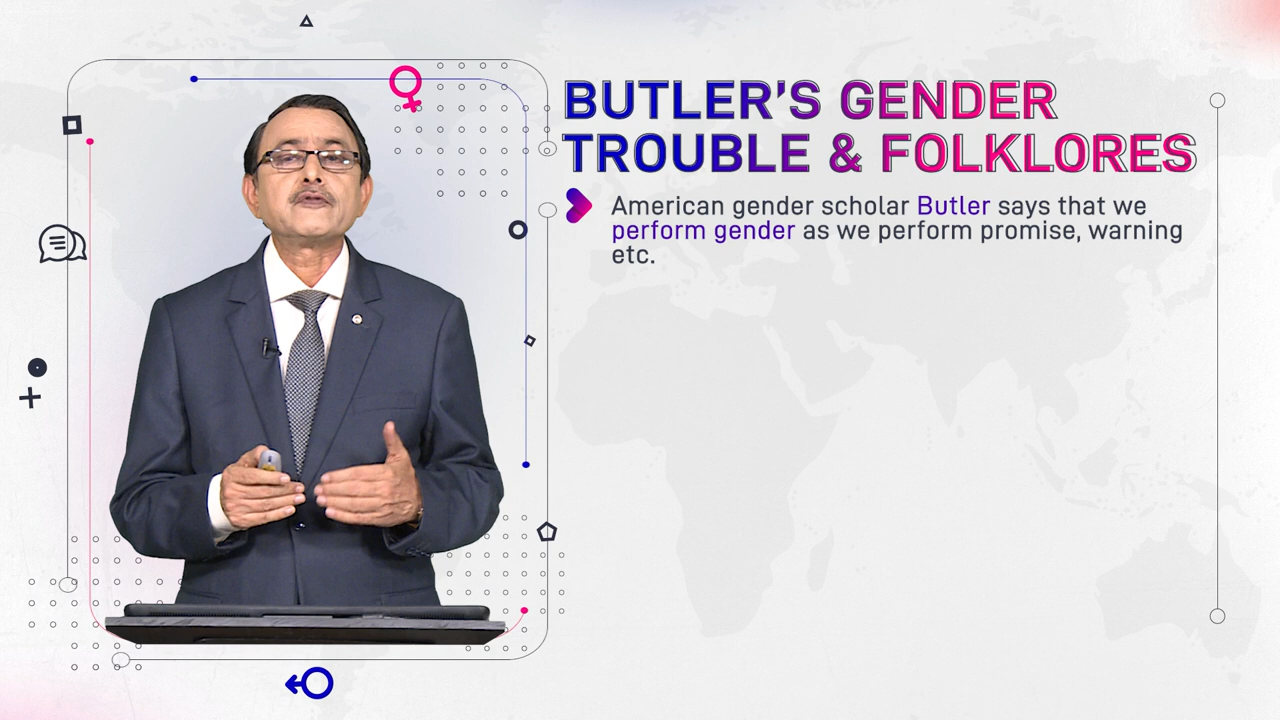 BUTLER'S GENDER
TROUBLE & FOLKLORES
American gender scholar Butler says that we
perform gender as we perform promise, warning
etc.